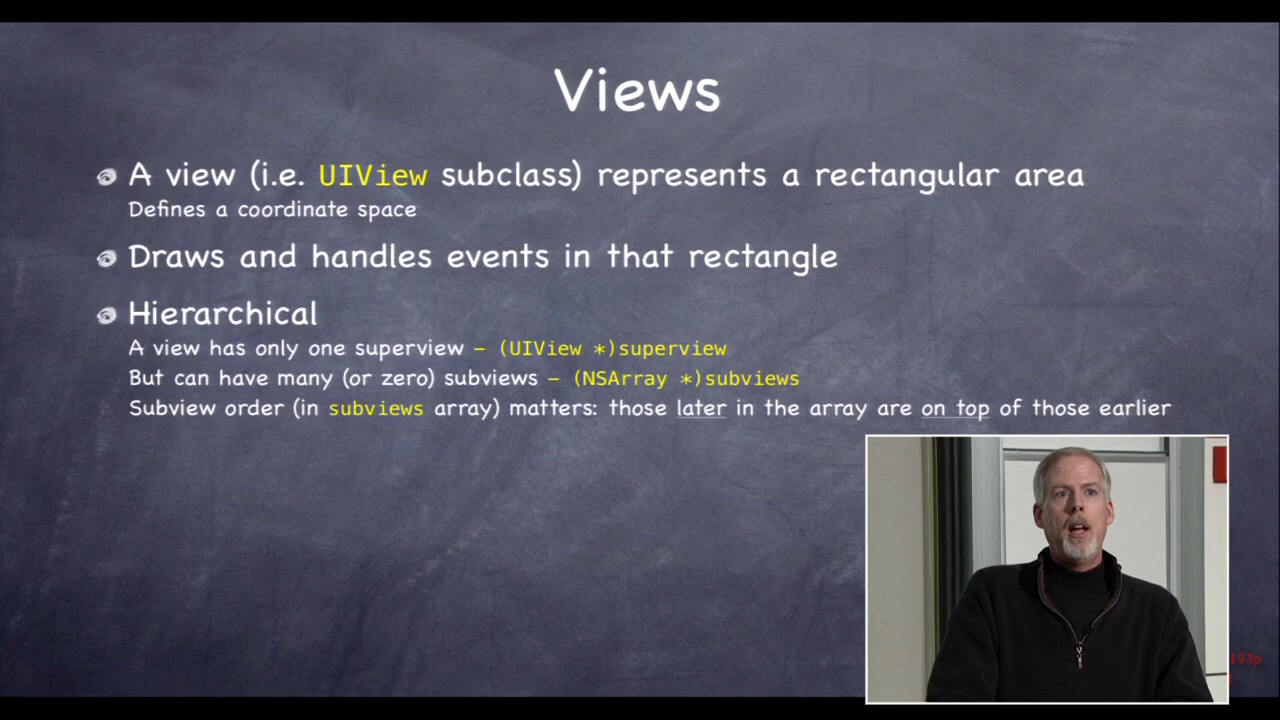 Views
A view (i.e. UIView subclass) represents a rectangular area
Defines a coordinate space
Draws and handles events in that rectangle
Hierarchical
A view has only one superview – (UIView *)superview
But can have many (or zero) subviews – (NSArray *)subviews
Subview order (in subviews array) matters: those later in the array are on top of those earlier
193p